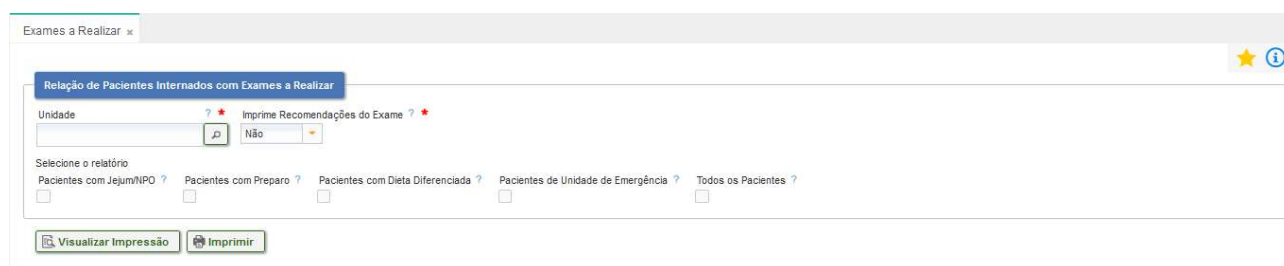 Exames a Realizar x
Relação de Pacientes Internados com Exames a Realizar
Unidade ? * Imprime Recomendações do Exame ? *
Não
Selecione o relatório
Pacientes com Jejum/NPO ? Pacientes com Preparo ? Pacientes com Dieta Diferenciada ? Pacientes de Unidade de Emergência ? Todos os Pacientes ?
Visualizar Impressão Imprimir